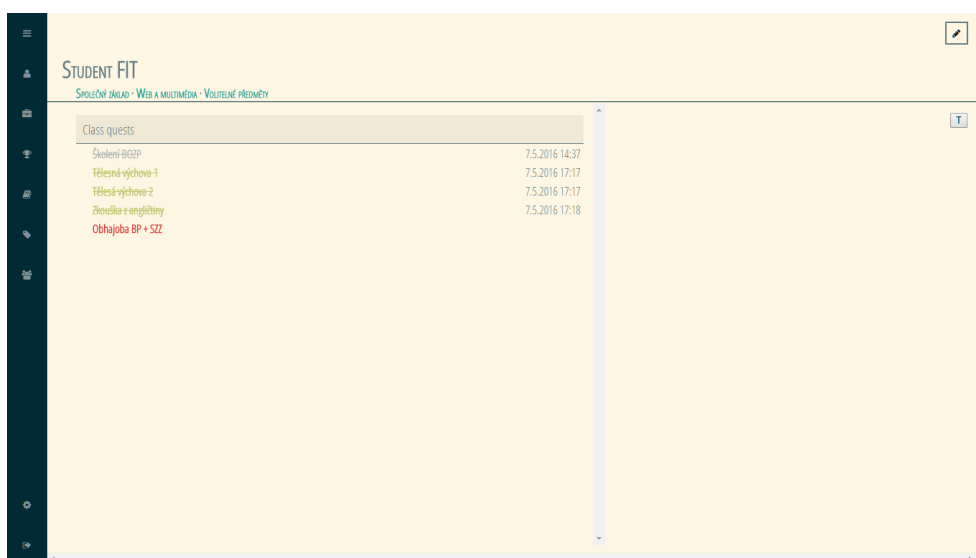 Student FIT
Společný základ · Web a multimédia · Volitelné předměty
T
Class quests
Školení BOZP 7.5.2016 14:37
Tělesná výchova 1 7.5.2016 17:17
Tělesá výchova 2 7.5.2016 17:17
Zkouška z angličtiny 7.5.2016 17:18
Obhajoba BP + SZZ